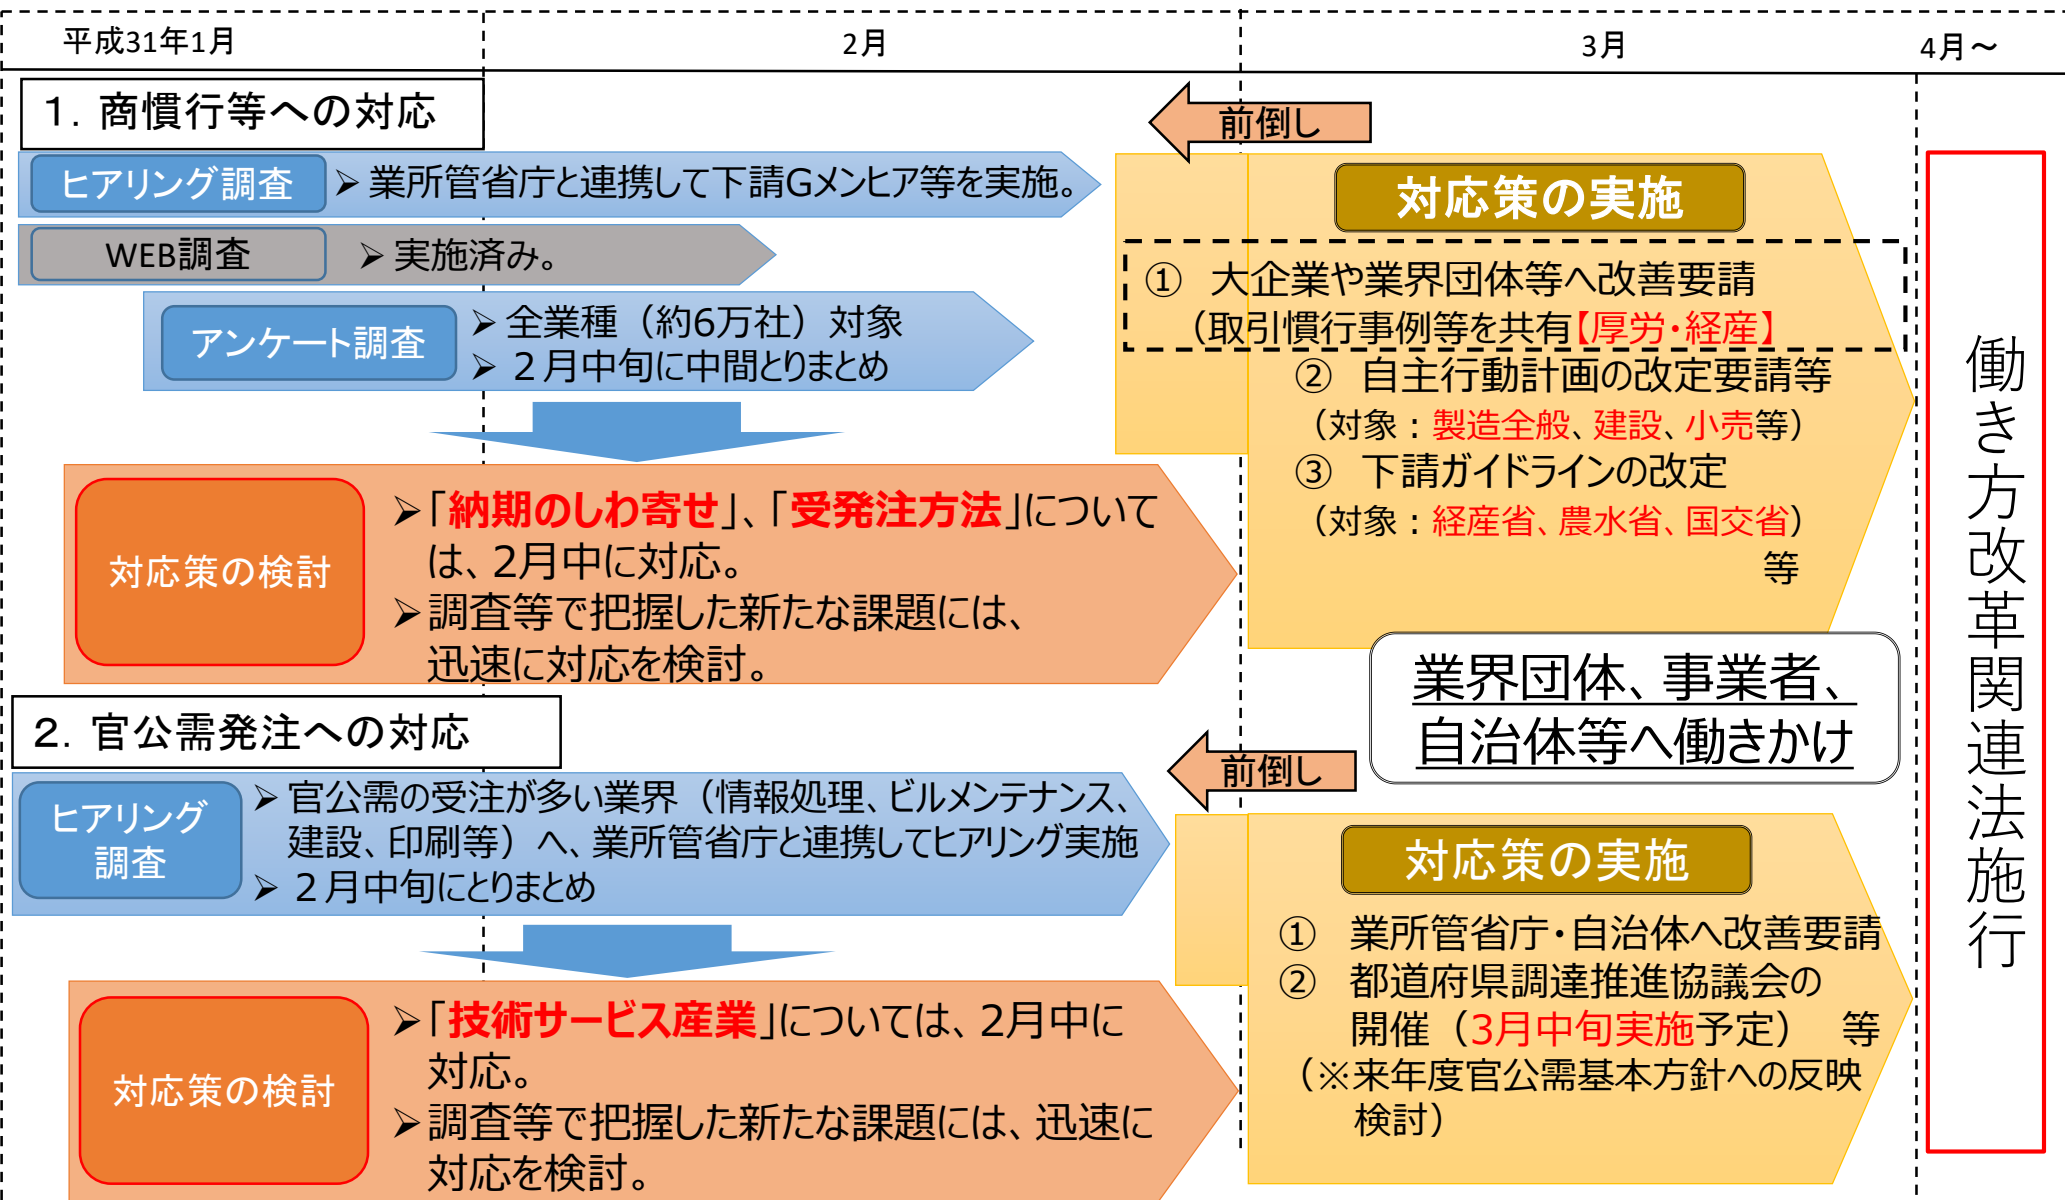 平成31年1月
2月
3月
4月～
１．商慣行等への対応
前倒し
ヒアリング調査
➢ 業所管省庁と連携して下請Gメンヒア等を実施。
WEB調査
➢ 実施済み。
アンケート調査
➢ 全業種（約6万社）対象
➢ ２月中旬に中間とりまとめ
対応策の検討
➢「納期のしわ寄せ」、「受発注方法」について
は、2月中に対応。
➢調査等で把握した新たな課題には、
迅速に対応を検討。
対応策の実施
① 大企業や業界団体等へ改善要請
（取引慣行事例等を共有【厚労・経産】
② 自主行動計画の改定要請等
（対象：製造全般、建設、小売等）
③ 下請ガイドラインの改定
（対象：経産省、農水省、国交省）
等
業界団体、事業者、
自治体等へ働きかけ
２．官公需発注への対応
前倒し
ヒアリング
調査
➢ 官公需の受注が多い業界（情報処理、ビルメンテナンス、
建設、印刷等）へ、業所管省庁と連携してヒアリング実施
➢ ２月中旬にとりまとめ
対応策の検討
➢「技術サービス産業」については、2月中に
対応。
➢調査等で把握した新たな課題には、迅速に
対応を検討。
対応策の実施
① 業所管省庁・自治体へ改善要請
② 都道府県調達推進協議会の
開催（3月中旬実施予定） 等
（※来年度官公需基本方針への反映
検討）
働き方改革関連法施行